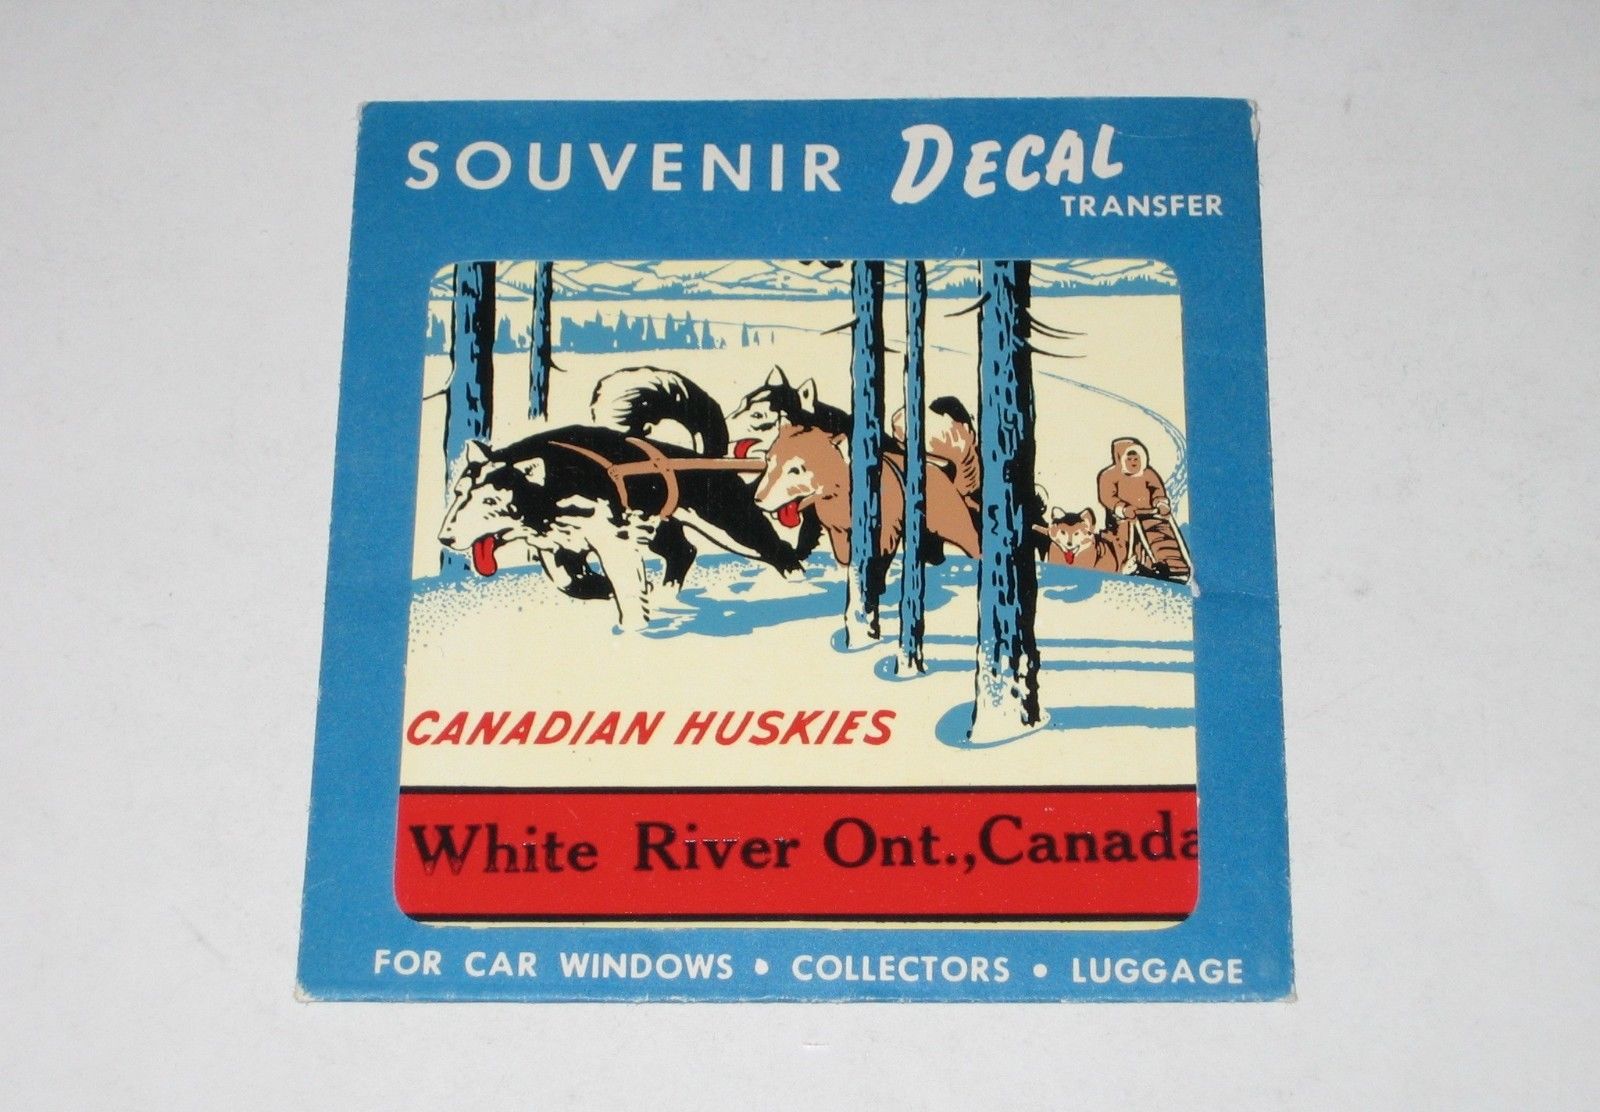 SOUVENIR DECAL
TRANSFER
CANADIAN HUSKIES
White River Ont., Canada
FOR CAR WINDOWS • COLLECTORS • LUGGAGE